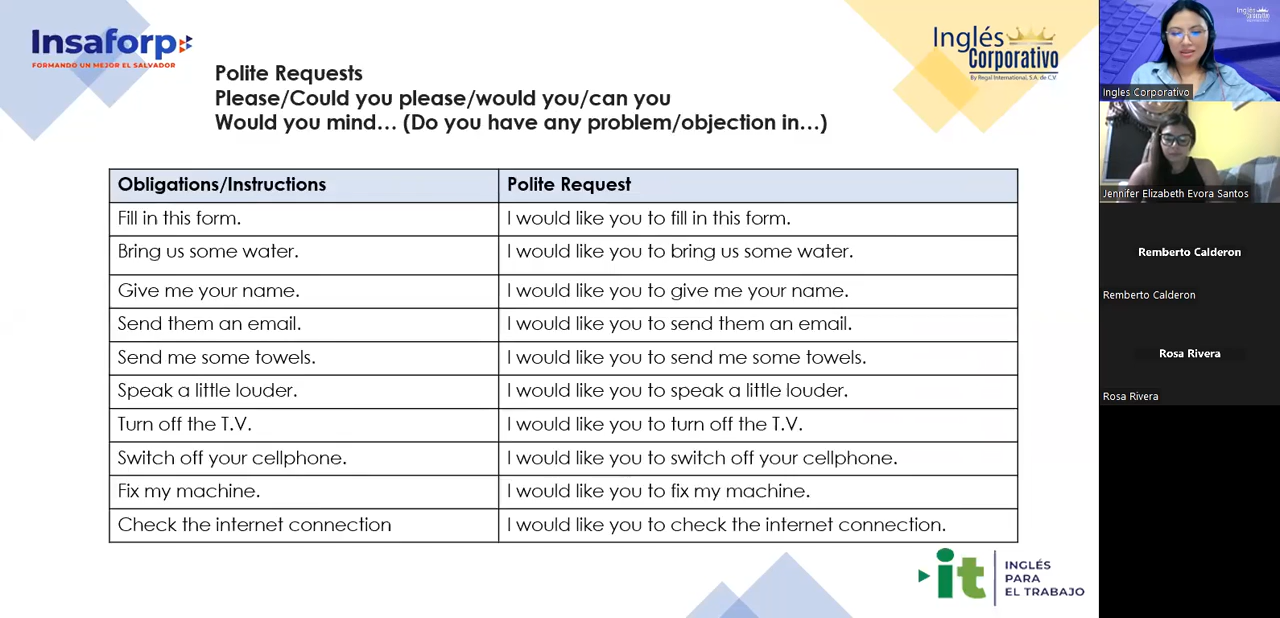 Insaforp
FORMANDO UN MEJOR EL SALVADOR
Inglés
Corporativo
By Regal International, S.A. de C.V
Polite Requests
Please/Could you please/would you/can you
Would you mind... (Do you have any problem/objection in...)
Obligations/Instructions Polite Request
Fill in this form. I would like you to fill in this form.
Bring us some water. I would like you to bring us some water.
Give me your name. I would like you to give me your name.
Send them an email. I would like you to send them an email.
Send me some towels. I would like you to send me some towels.
Speak a little louder. I would like you to speak a little louder.
Turn off the T.V. I would like you to turn off the T.V.
Switch off your cellphone. I would like you to switch off your cellphone.
Fix my machine. I would like you to fix my machine.
Check the internet connection I would like you to check the internet connection.
it
INGLÉS
PARA
EL TRABAJO
Inglés
Ingles Corporativo
Jennifer Elizabeth Evora Santos
Remberto Calderon
Remberto Calderon
Rosa Rivera
Rosa Rivera